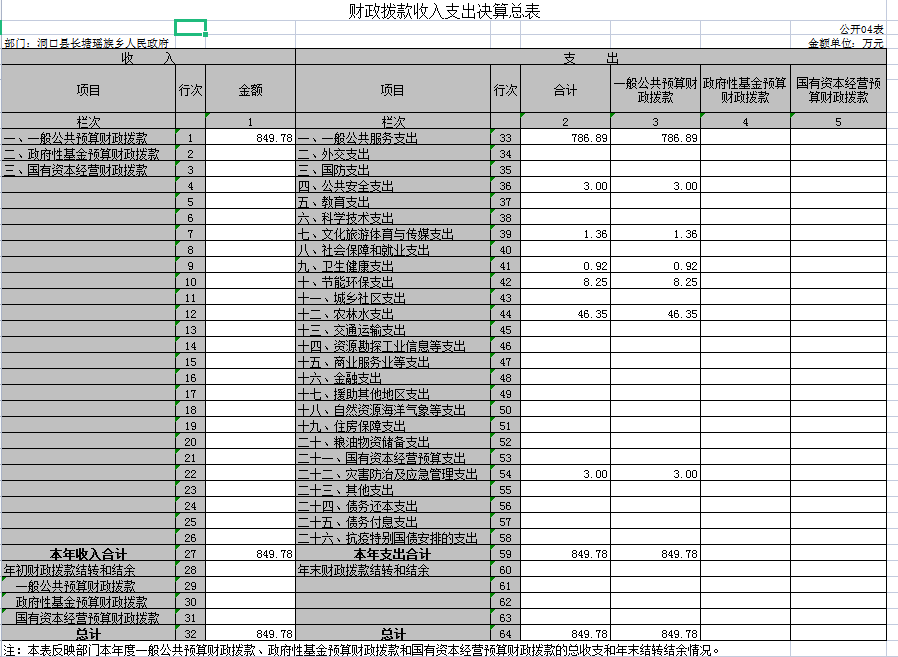 财政拨款收入支出决算总表
公开04表
部门：洞口县长塘瑶族乡人民政府 金额单位：万元
收 入 支 出
项目 行次 金额 项目 行次 合计 一般公共预算财政拨款 政府性基金预算财政拨款 国有资本经营预算财政拨款
栏次 1 栏次 2 3 4 5
一、一般公共预算财政拨款 1 849.78 一、一般公共服务支出 33 786.89 786.89
二、政府性基金预算财政拨款 2 二、外交支出 34
三、国有资本经营财政拨款 3 三、国防支出 35
4 四、公共安全支出 36 3.00 3.00
5 五、教育支出 37
6 六、科学技术支出 38
7 七、文化旅游体育与传媒支出 39 1.36 1.36
8 八、社会保障和就业支出 40
9 九、卫生健康支出 41 0.92 0.92
10 十、节能环保支出 42 8.25 8.25
11 十一、城乡社区支出 43
12 十二、农林水支出 44 46.35 46.35
13 十三、交通运输支出 45
14 十四、资源勘探工业信息等支出 46
15 十五、商业服务业等支出 47
16 十六、金融支出 48
17 十七、援助其他地区支出 49
18 十八、自然资源海洋气象等支出 50
19 十九、住房保障支出 51
20 二十、粮油物资储备支出 52
21 二十一、国有资本经营预算支出 53
22 二十二、灾害防治及应急管理支出 54 3.00 3.00
23 二十三、其他支出 55
24 二十四、债务还本支出 56
25 二十五、债务付息支出 57
26 二十六、抗疫特别国债安排的支出 58
本年收入合计 27 849.78 本年支出合计 59 849.78 849.78
年初财政拨款结转和结余 28 年末财政拨款结转和结余 60
一般公共预算财政拨款 29 61
政府性基金预算财政拨款 30 62
国有资本经营预算财政拨款 31 63
总计 32 849.78 总计 64 849.78 849.78
注：本表反映部门本年度一般公共预算财政拨款、政府性基金预算财政拨款和国有资本经营预算财政拨款的总收支和年末结转结余情况。